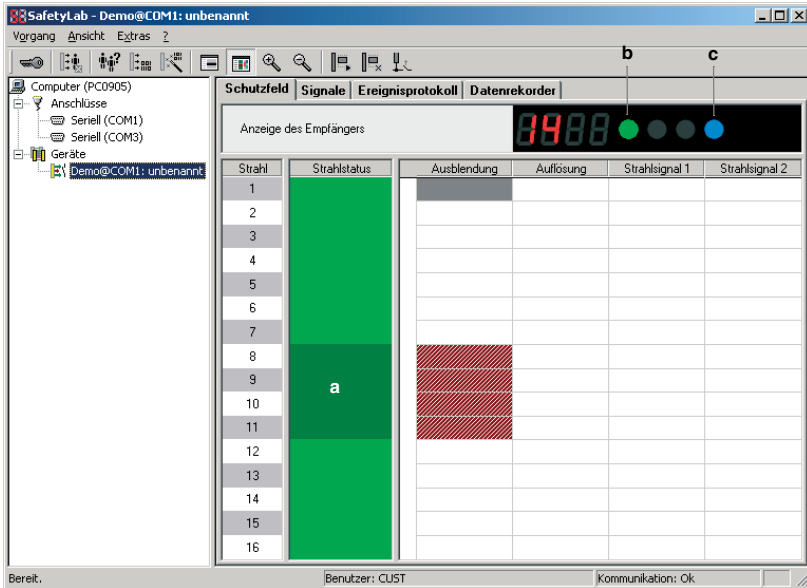 SafetyLab - Demo@COM1: unbenannt
Vorgang Ansicht Extras ?
b c
Computer (PC0905)
Anschlüsse
Seriell (COM1)
Seriell (COM3)
Geräte
Demo@COM1: unbenannt
Schutzfeld Signale Ereignisprotokoll Datenrekorder
Anzeige des Empfängers 14
Strahl Strahlstatus Ausblendung Auflösung Strahlsignal 1 Strahlsignal 2
1
2
3
4
5
6
7
8
9
a
10
11
12
13
14
15
16
Bereit. Benutzer: CUST Kommunikation: Ok